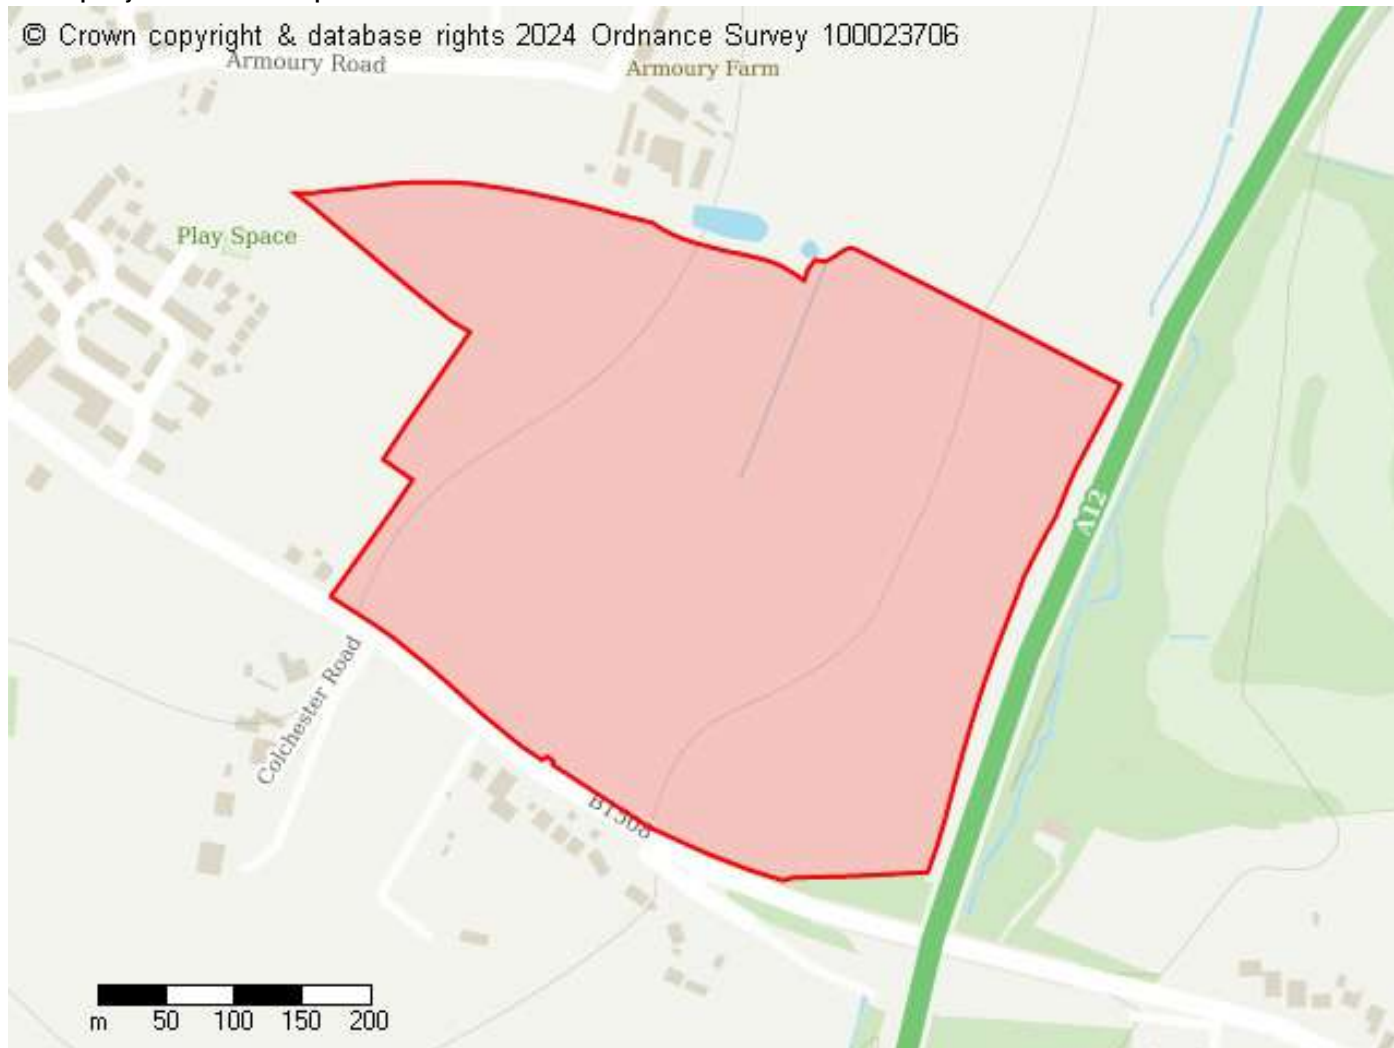 © Crown copyright & database rights 2024 Ordnance Survey 100023706
Armoury Road
Armoury Farm
Play Space
A12
Colchester Road
B1508
m 50 100 150 200